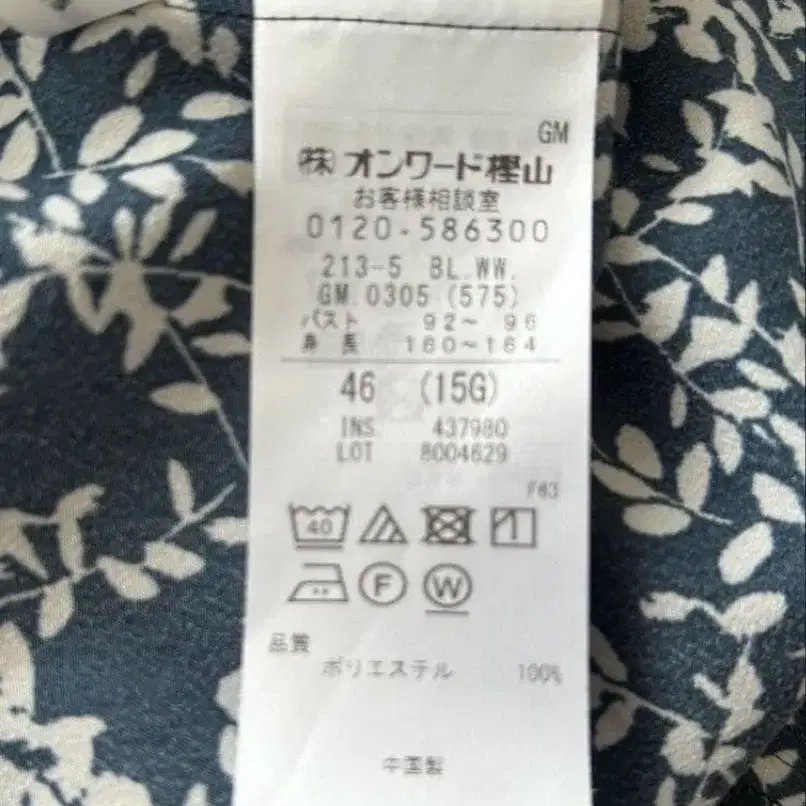 GM
㈱ オンワード樫山
お客様相談室
0120-586300
213-5 BL.WW.
GM.0305 (575)
バスト 92～ 96
身 長 160～164
46 (15G)
INS 437980
LOT 8004629
F63
40
F W
品質
ポリエステル 100%
中国製